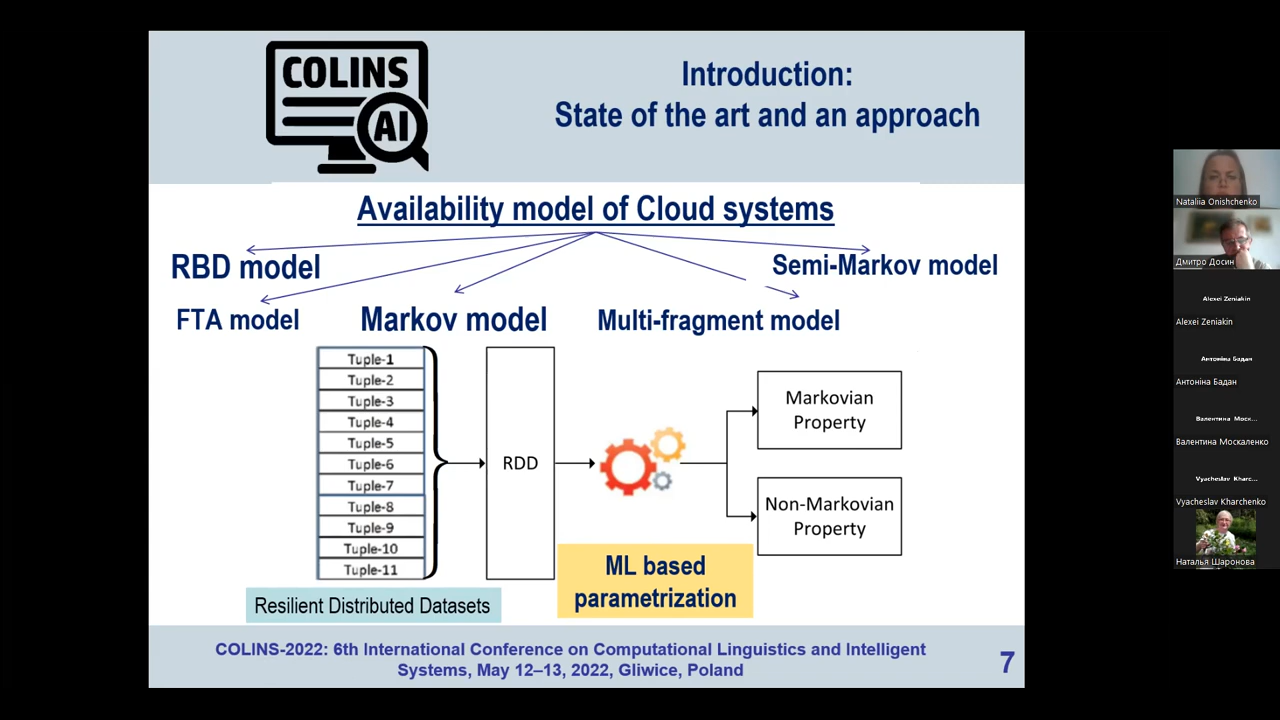 COLINS
AI
Introduction:
State of the art and an approach
Availability model of Cloud systems
RBD model
Semi-Markov model
FTA model
Markov model
Multi-fragment model
Tuple-1
Tuple-2
Tuple-3
Tuple-4
Tuple-5
Tuple-6
Tuple-7
Tuple-8
Tuple-9
Tuple-10
Tuple-11
RDD
Markovian
Property
Non-Markovian
Property
ML based
parametrization
Resilient Distributed Datasets
COLINS-2022: 6th International Conference on Computational Linguistics and Intelligent
Systems, May 12–13, 2022, Gliwice, Poland
7
Nataliia Onishchenko
Дмитро Досин
Alexei Zeniakin
Alexei Zeniakin
Антоніна Бадан
Антоніна Бадан
Валентина Моск...
Валентина Москаленко
Vyacheslav Kharc...
Vyacheslav Kharchenko
Наталья Шаронова